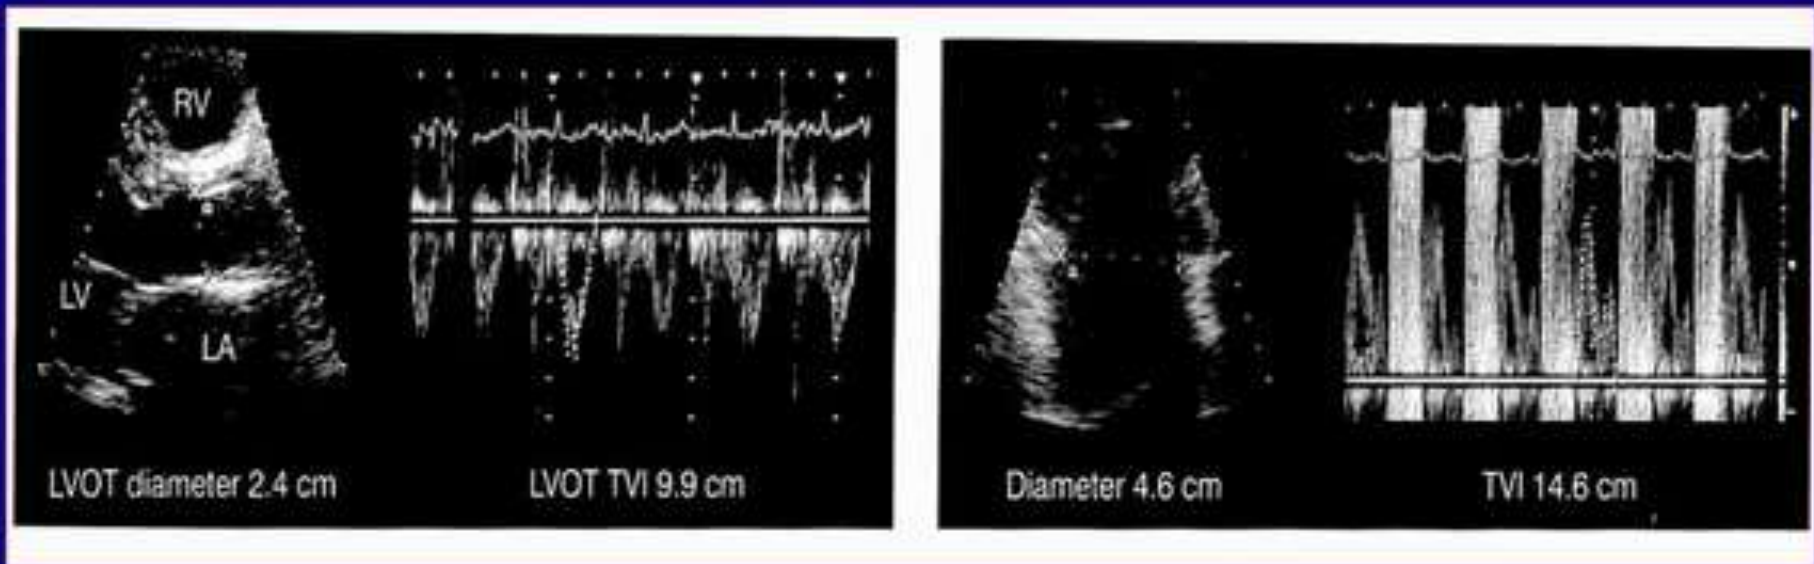 RV
LV
LA
LVOT diameter 2.4 cm
LVOT TVI 9.9 cm
Diameter 4.6 cm
TVI 14.6 cm